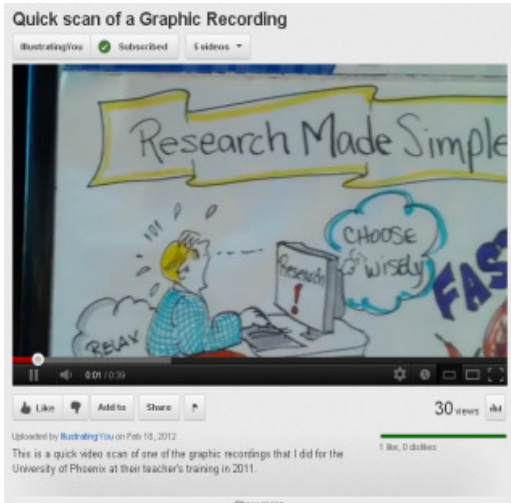 Quick scan of a Graphic Recording
IllustratingYou Subscribed 5 videos
Research Made Simple
CHOOSE
wisely
FAS
Research
!
RELAX
0:01 / 0:39
Like Add to Share 30 views
Uploaded by IllustratingYou on Feb 18, 2012
1 like, 0 dislikes
This is a quick video scan of one of the graphic recordings that I did for the
University of Phoenix at their teacher's training in 2011.